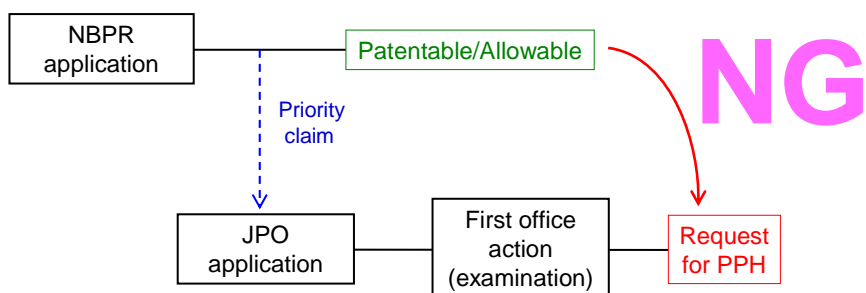 NBPR
application
Patentable/Allowable
NG
Priority
claim
JPO
application
First office
action
(examination)
Request
for PPH